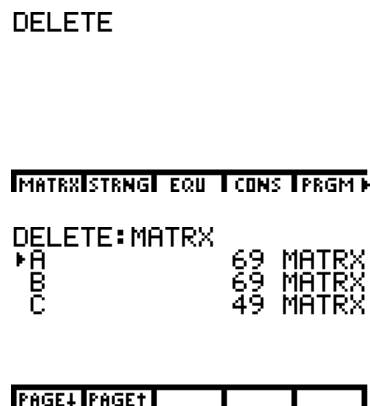 DELETE
MATRX STRNG EQU CONS PRGM
DELETE:MATRX
A 69 MATRX
B 69 MATRX
C 49 MATRX
PAGE↓ PAGE↑